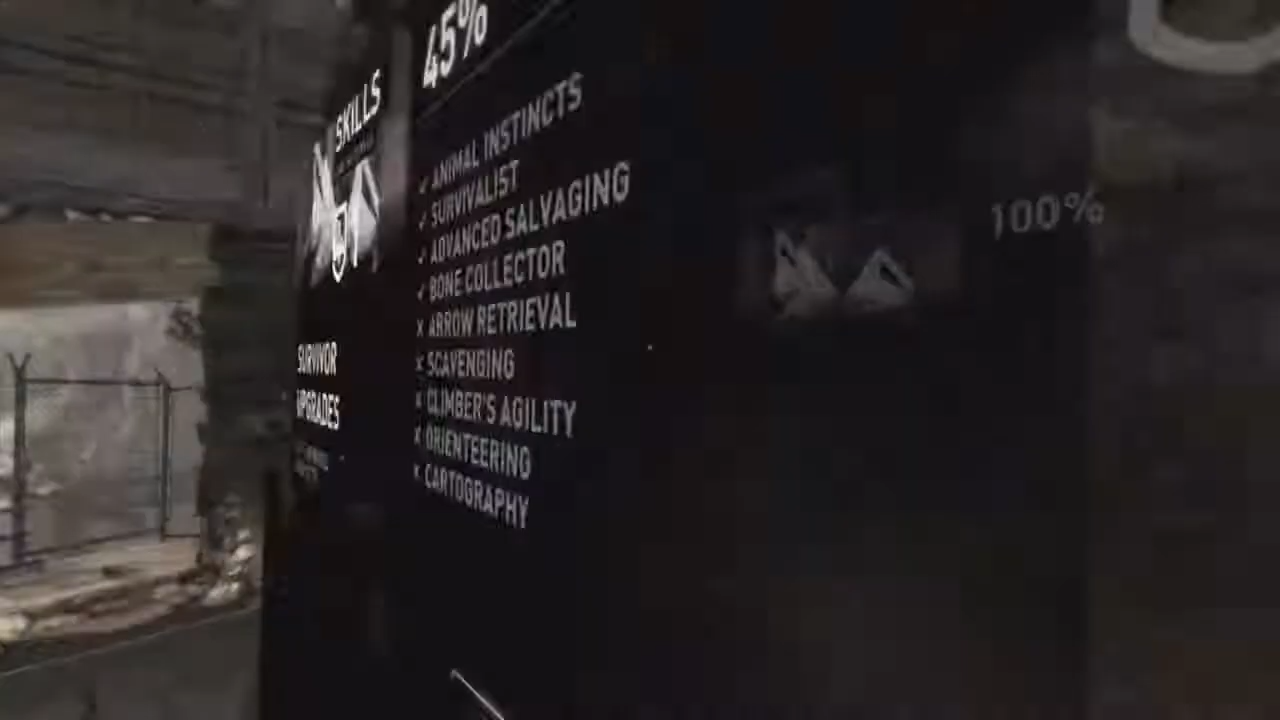 SKILLS
SURVIVOR
UPGRADES
45%
✓ ANIMAL INSTINCTS
✓ SURVIVALIST
✓ ADVANCED SALVAGING
✓ BONE COLLECTOR
× ARROW RETRIEVAL
× SCAVENGING
× CLIMBER'S AGILITY
× ORIENTEERING
× CARTOGRAPHY
100%